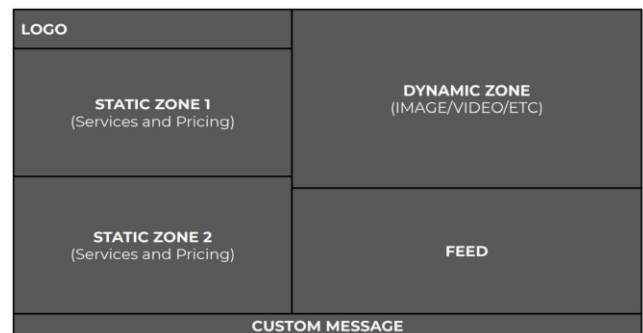 LOGO
STATIC ZONE 1
(Services and Pricing)
STATIC ZONE 2
(Services and Pricing)
DYNAMIC ZONE
(IMAGE/VIDEO/ETC)
FEED
CUSTOM MESSAGE